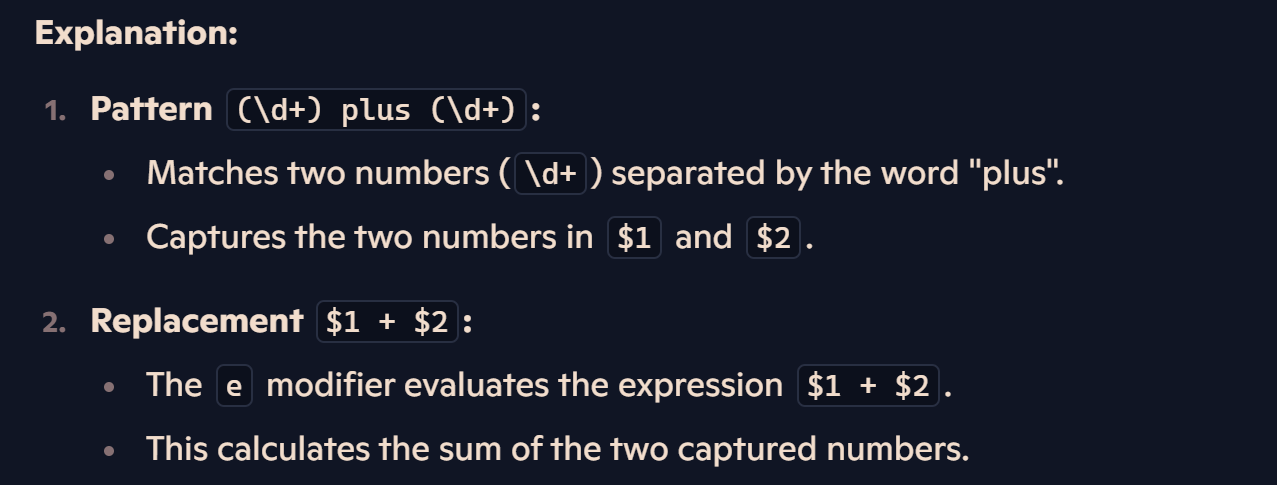 Explanation:
1. Pattern (\d+) plus (\d+) :
• Matches two numbers ( \d+ ) separated by the word "plus".
• Captures the two numbers in $1 and $2 .
2. Replacement $1 + $2 :
• The e modifier evaluates the expression $1 + $2 .
• This calculates the sum of the two captured numbers.